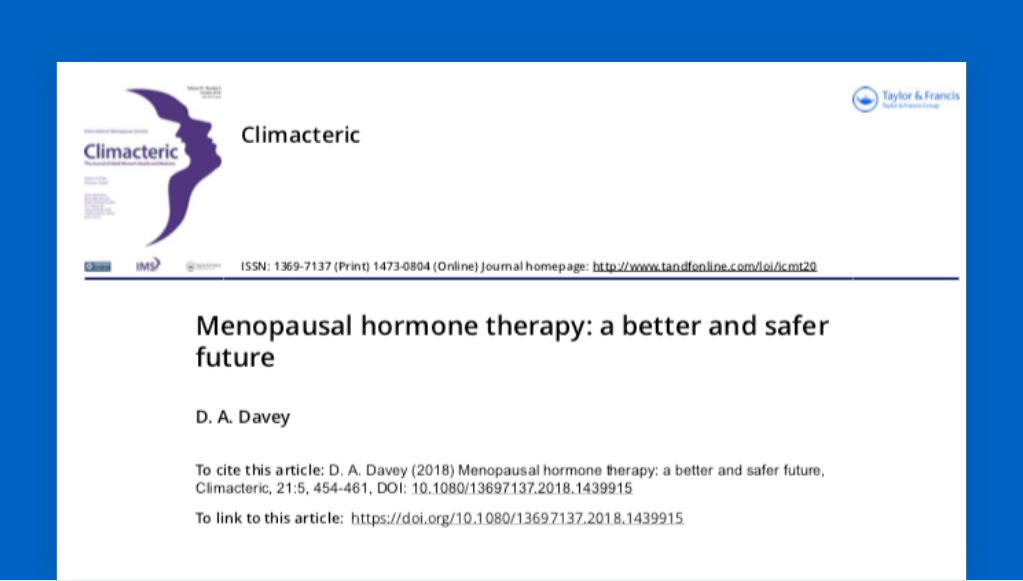 Taylor & Francis
Taylor & Francis Group
Climacteric
Climacteric
IMS
ISSN: 1369-7137 (Print) 1473-0804 (Online) Journal homepage: http://www.tandfonline.com/loi/icmt20
Menopausal hormone therapy: a better and safer
future
D. A. Davey
To cite this article: D. A. Davey (2018) Menopausal hormone therapy: a better and safer future,
Climacteric, 21:5, 454-461, DOI: 10.1080/13697137.2018.1439915
To link to this article: https://doi.org/10.1080/13697137.2018.1439915